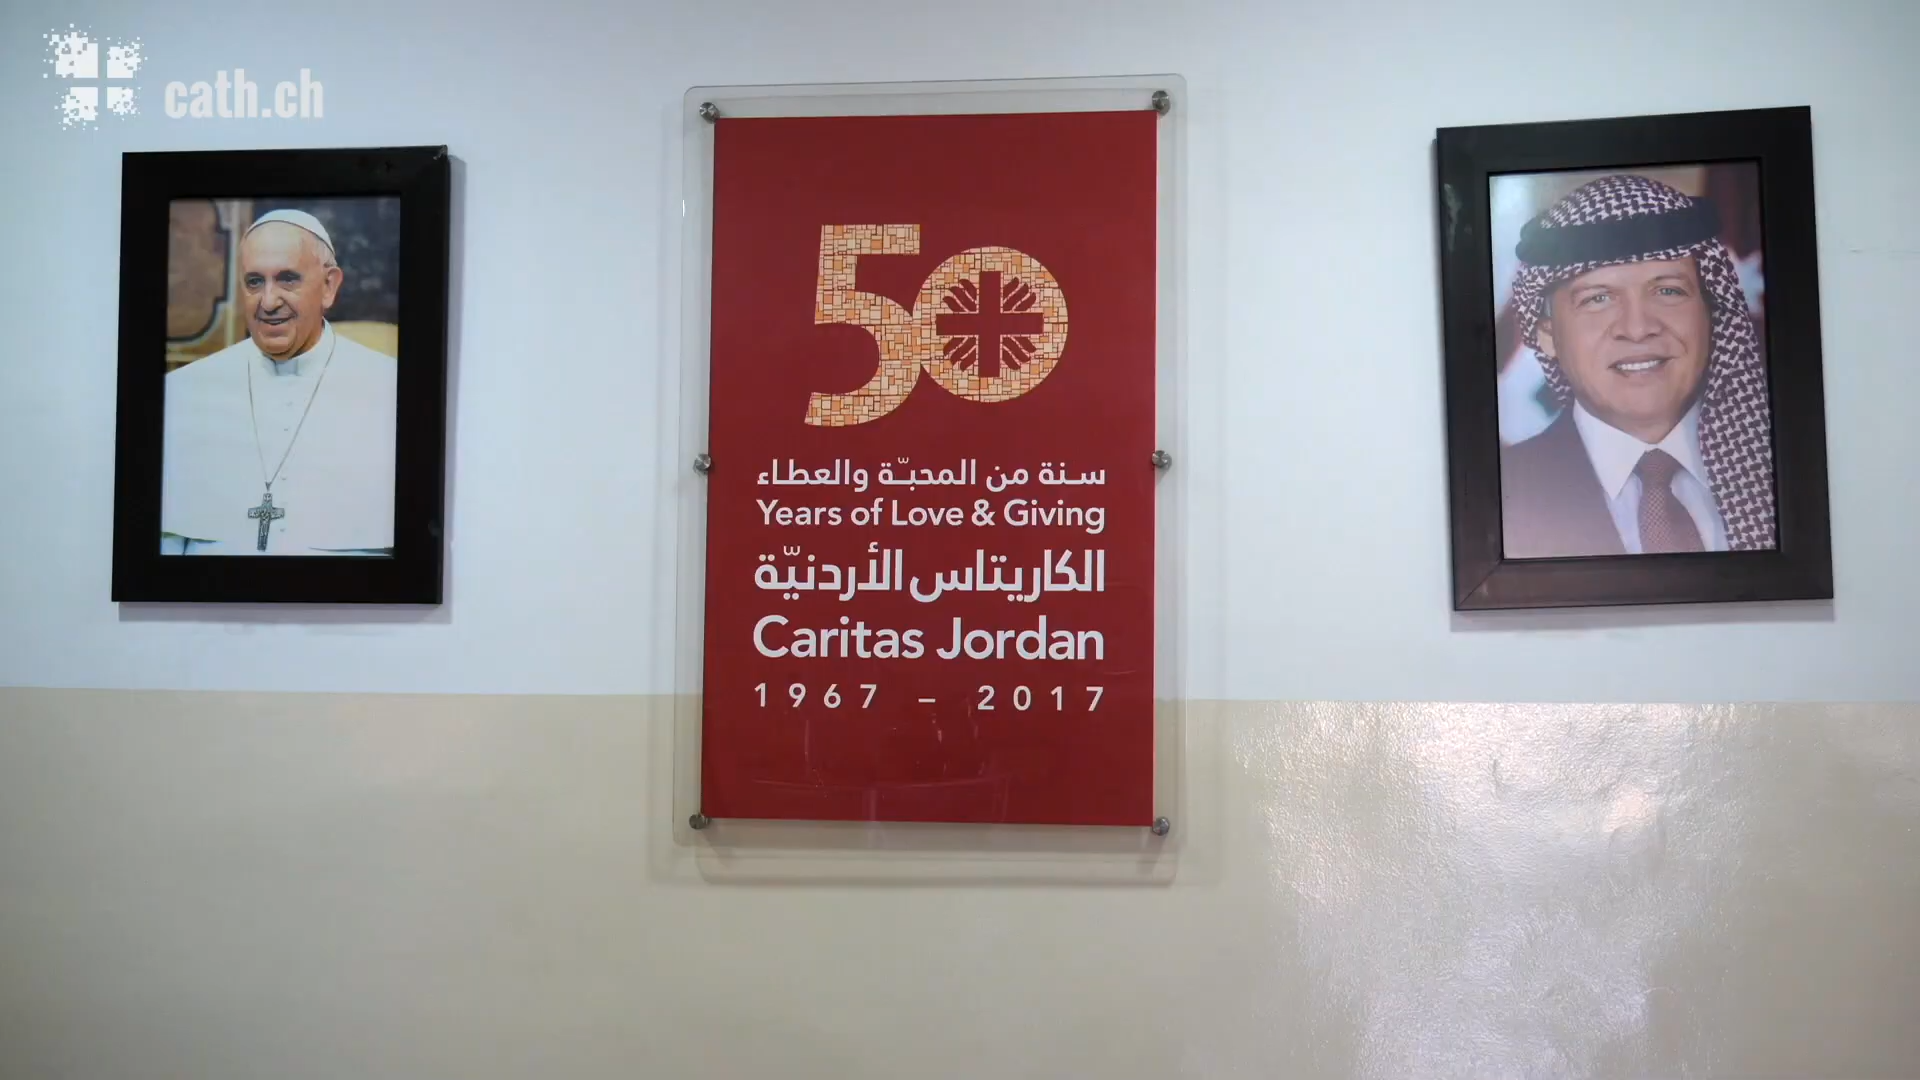 cath.ch
50
سنة من المحبّة والعطاء
Years of Love & Giving
الكاريتاس الأردنيّة
Caritas Jordan
1967 – 2017